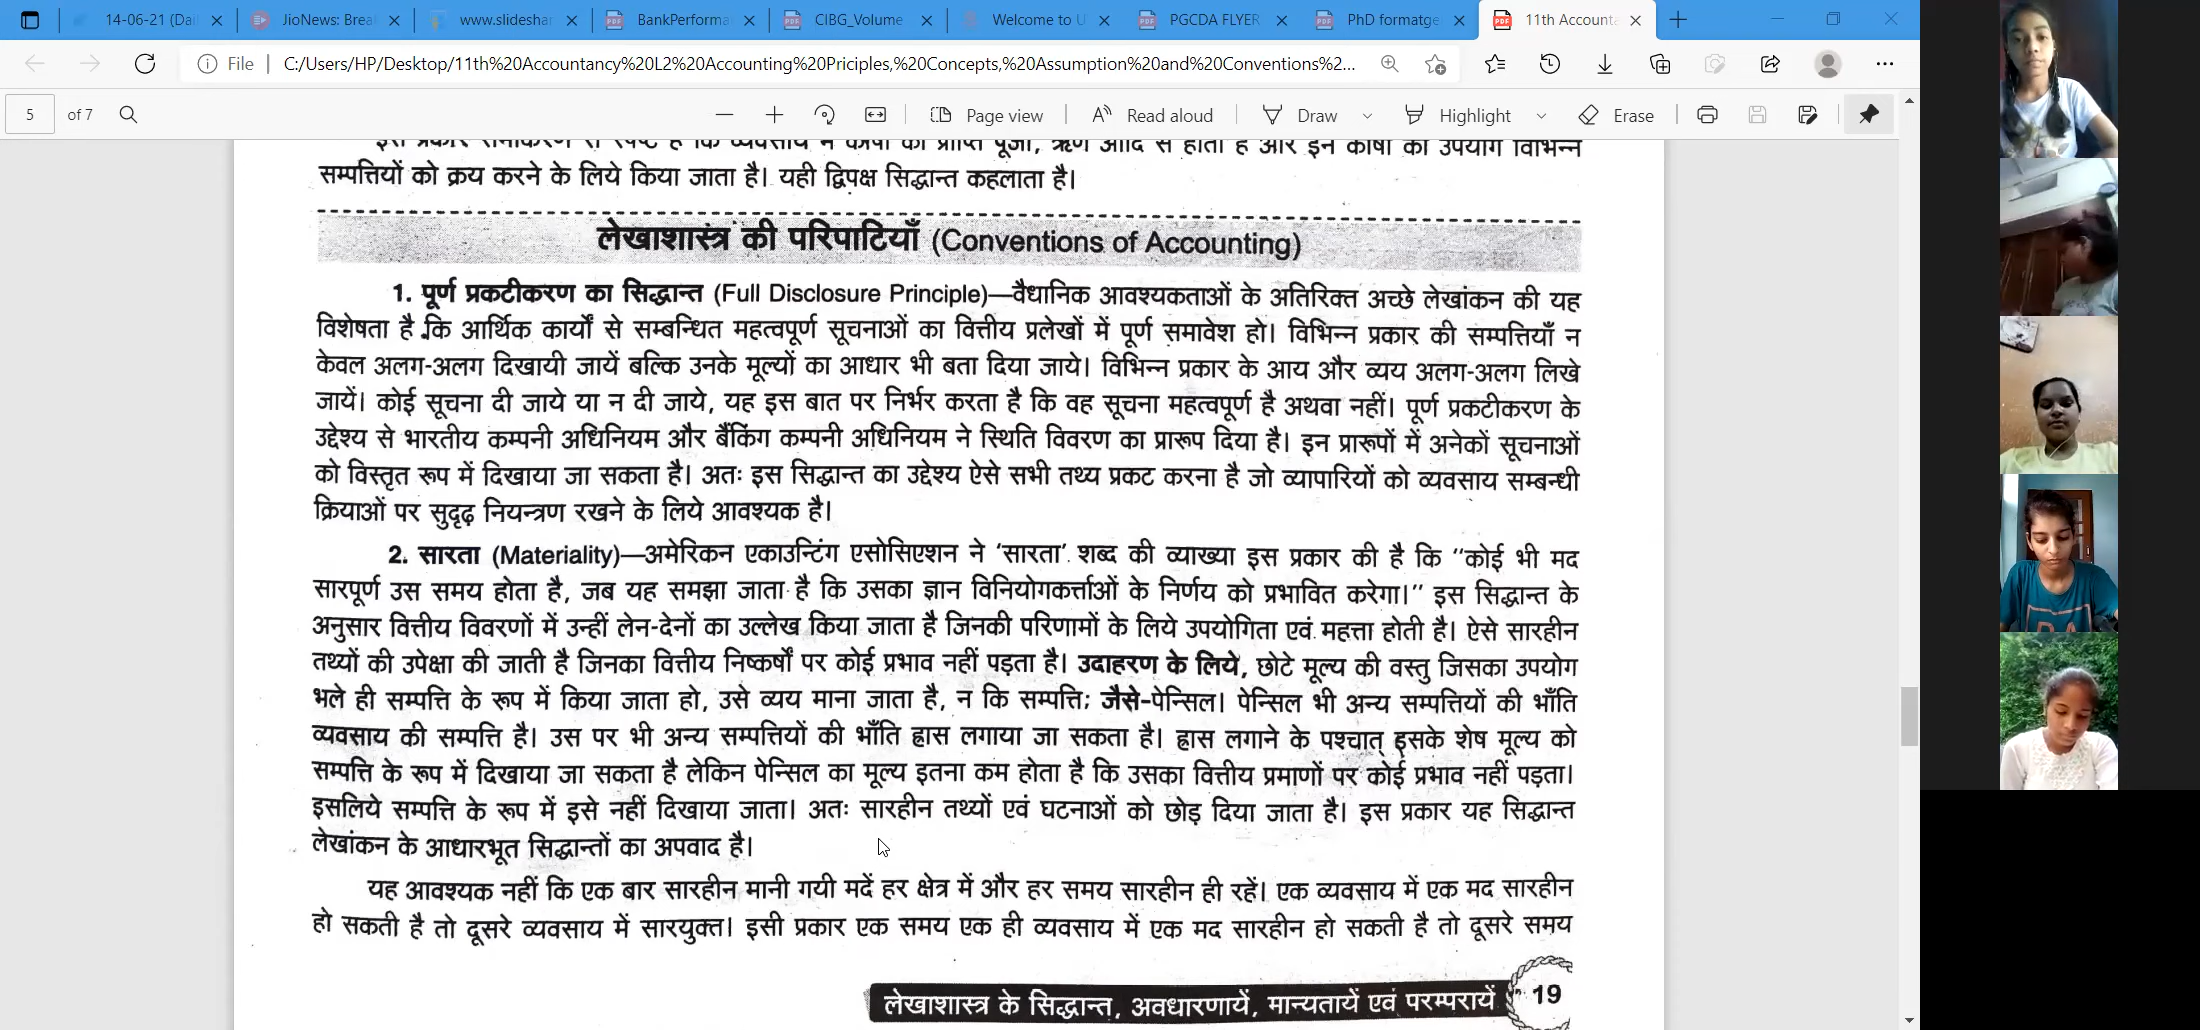 14-06-21 (Dai
JioNews: Brea
www.slidesha
BankPerforma
CIBG_Volume
Welcome to U
PGCDA FLYER
PhD formatge
11th Accounta
File
C:/Users/HP/Desktop/11th%20Accountancy%20L2%20Accounting%20Priciples,%20Concepts,%20Assumption%20and%20Conventions%2...
5 of 7
Page view
Read aloud
Draw
Highlight
Erase
इस प्रकार समीकरण से स्पष्ट है कि व्यवसाय में कोषों की प्राप्ति पूँजी, ऋण आदि से होती है और इन कोषों का उपयोग विभिन्न
सम्पत्तियों को क्रय करने के लिये किया जाता है। यही द्विपक्ष सिद्धान्त कहलाता है।
लेखाशास्त्र की परिपाटियाँ (Conventions of Accounting)
1. पूर्ण प्रकटीकरण का सिद्धान्त (Full Disclosure Principle)—वैधानिक आवश्यकताओं के अतिरिक्त अच्छे लेखांकन की यह
विशेषता है कि आर्थिक कार्यों से सम्बन्धित महत्वपूर्ण सूचनाओं का वित्तीय प्रलेखों में पूर्ण समावेश हो। विभिन्न प्रकार की सम्पत्तियाँ न
केवल अलग-अलग दिखायी जायें बल्कि उनके मूल्यों का आधार भी बता दिया जाये। विभिन्न प्रकार के आय और व्यय अलग-अलग लिखे
जायें। कोई सूचना दी जाये या न दी जाये, यह इस बात पर निर्भर करता है कि वह सूचना महत्वपूर्ण है अथवा नहीं। पूर्ण प्रकटीकरण के
उद्देश्य से भारतीय कम्पनी अधिनियम और बैंकिंग कम्पनी अधिनियम ने स्थिति विवरण का प्रारूप दिया है। इन प्रारूपों में अनेकों सूचनाओं
को विस्तृत रूप में दिखाया जा सकता है। अतः इस सिद्धान्त का उद्देश्य ऐसे सभी तथ्य प्रकट करना है जो व्यापारियों को व्यवसाय सम्बन्धी
क्रियाओं पर सुदृढ़ नियन्त्रण रखने के लिये आवश्यक है।
2. सारता (Materiality)—अमेरिकन एकाउन्टिंग एसोसिएशन ने 'सारता' शब्द की व्याख्या इस प्रकार की है कि "कोई भी मद
सारपूर्ण उस समय होता है, जब यह समझा जाता है कि उसका ज्ञान विनियोगकर्त्ताओं के निर्णय को प्रभावित करेगा।" इस सिद्धान्त के
अनुसार वित्तीय विवरणों में उन्हीं लेन-देनों का उल्लेख किया जाता है जिनकी परिणामों के लिये उपयोगिता एवं महत्ता होती है। ऐसे सारहीन
तथ्यों की उपेक्षा की जाती है जिनका वित्तीय निष्कर्षों पर कोई प्रभाव नहीं पड़ता है। उदाहरण के लिये, छोटे मूल्य की वस्तु जिसका उपयोग
भले ही सम्पत्ति के रूप में किया जाता हो, उसे व्यय माना जाता है, न कि सम्पत्ति; जैसे-पेन्सिल। पेन्सिल भी अन्य सम्पत्तियों की भाँति
व्यवसाय की सम्पत्ति है। उस पर भी अन्य सम्पत्तियों की भाँति ह्रास लगाया जा सकता है। ह्रास लगाने के पश्चात् इसके शेष मूल्य को
सम्पत्ति के रूप में दिखाया जा सकता है लेकिन पेन्सिल का मूल्य इतना कम होता है कि उसका वित्तीय प्रमाणों पर कोई प्रभाव नहीं पड़ता।
इसलिये सम्पत्ति के रूप में इसे नहीं दिखाया जाता। अतः सारहीन तथ्यों एवं घटनाओं को छोड़ दिया जाता है। इस प्रकार यह सिद्धान्त
लेखांकन के आधारभूत सिद्धान्तों का अपवाद है।
यह आवश्यक नहीं कि एक बार सारहीन मानी गयी मदें हर क्षेत्र में और हर समय सारहीन ही रहें। एक व्यवसाय में एक मद सारहीन
हो सकती है तो दूसरे व्यवसाय में सारयुक्त। इसी प्रकार एक समय एक ही व्यवसाय में एक मद सारहीन हो सकती है तो दूसरे समय
लेखाशास्त्र के सिद्धान्त, अवधारणायें, मान्यतायें एवं परम्परायें 19